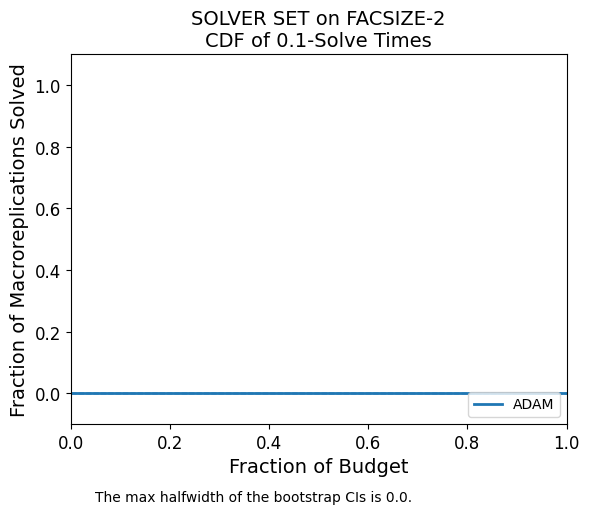 SOLVER SET on FACSIZE-2
CDF of 0.1-Solve Times
Fraction of Macroreplications Solved
1.0
0.8
0.6
0.4
0.2
0.0
ADAM
0.0 0.2 0.4 0.6 0.8 1.0
Fraction of Budget
The max halfwidth of the bootstrap CIs is 0.0.